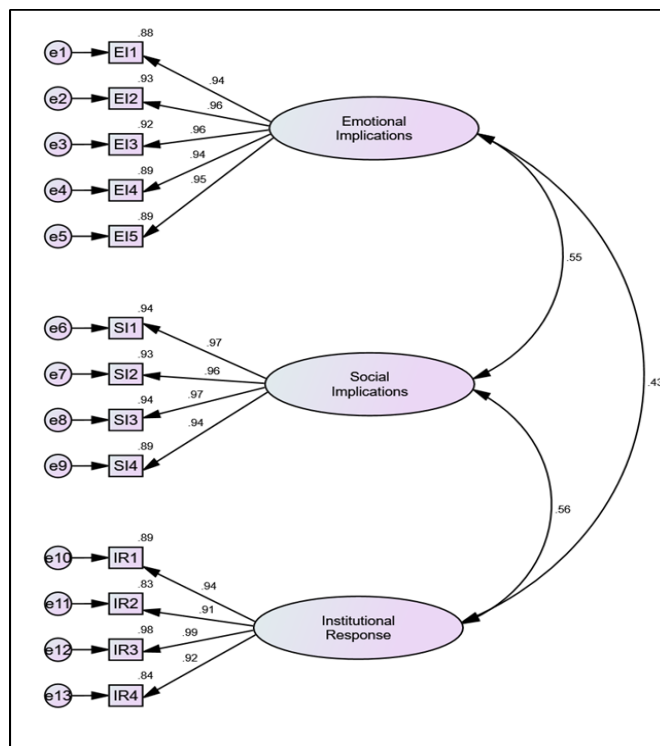 .88
e1 EI1
.94
.93
e2 EI2
.96
.92
e3 EI3
.96
.89
e4 EI4
.94
.95
.89
e5 EI5
Emotional
Implications
.55
.94
e6 SI1
.97
.93
e7 SI2
.96
.94
e8 SI3
.97
.89
e9 SI4
.94
Social
Implications
.43
.56
.89
e10 IR1
.94
.83
e11 IR2
.91
.98
e12 IR3
.99
.84
e13 IR4
.92
Institutional
Response